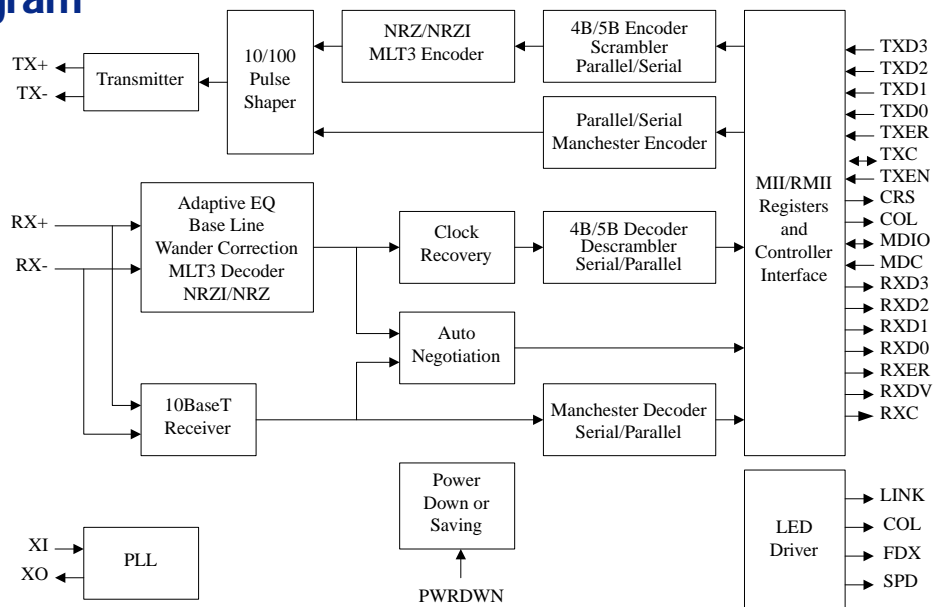 gram
TX+
TX-
Transmitter
10/100
Pulse
Shaper
NRZ/NRZI
MLT3 Encoder
4B/5B Encoder
Scrambler
Parallel/Serial
Parallel/Serial
Manchester Encoder
RX+
RX-
Adaptive EQ
Base Line
Wander Correction
MLT3 Decoder
NRZI/NRZ
Clock
Recovery
4B/5B Decoder
Descrambler
Serial/Parallel
Auto
Negotiation
10BaseT
Receiver
Manchester Decoder
Serial/Parallel
MII/RMII
Registers
and
Controller
Interface
TXD3
TXD2
TXD1
TXD0
TXER
TXC
TXEN
CRS
COL
MDIO
MDC
RXD3
RXD2
RXD1
RXD0
RXER
RXDV
RXC
XI
XO
PLL
Power
Down or
Saving
PWRDWN
LED
Driver
LINK
COL
FDX
SPD